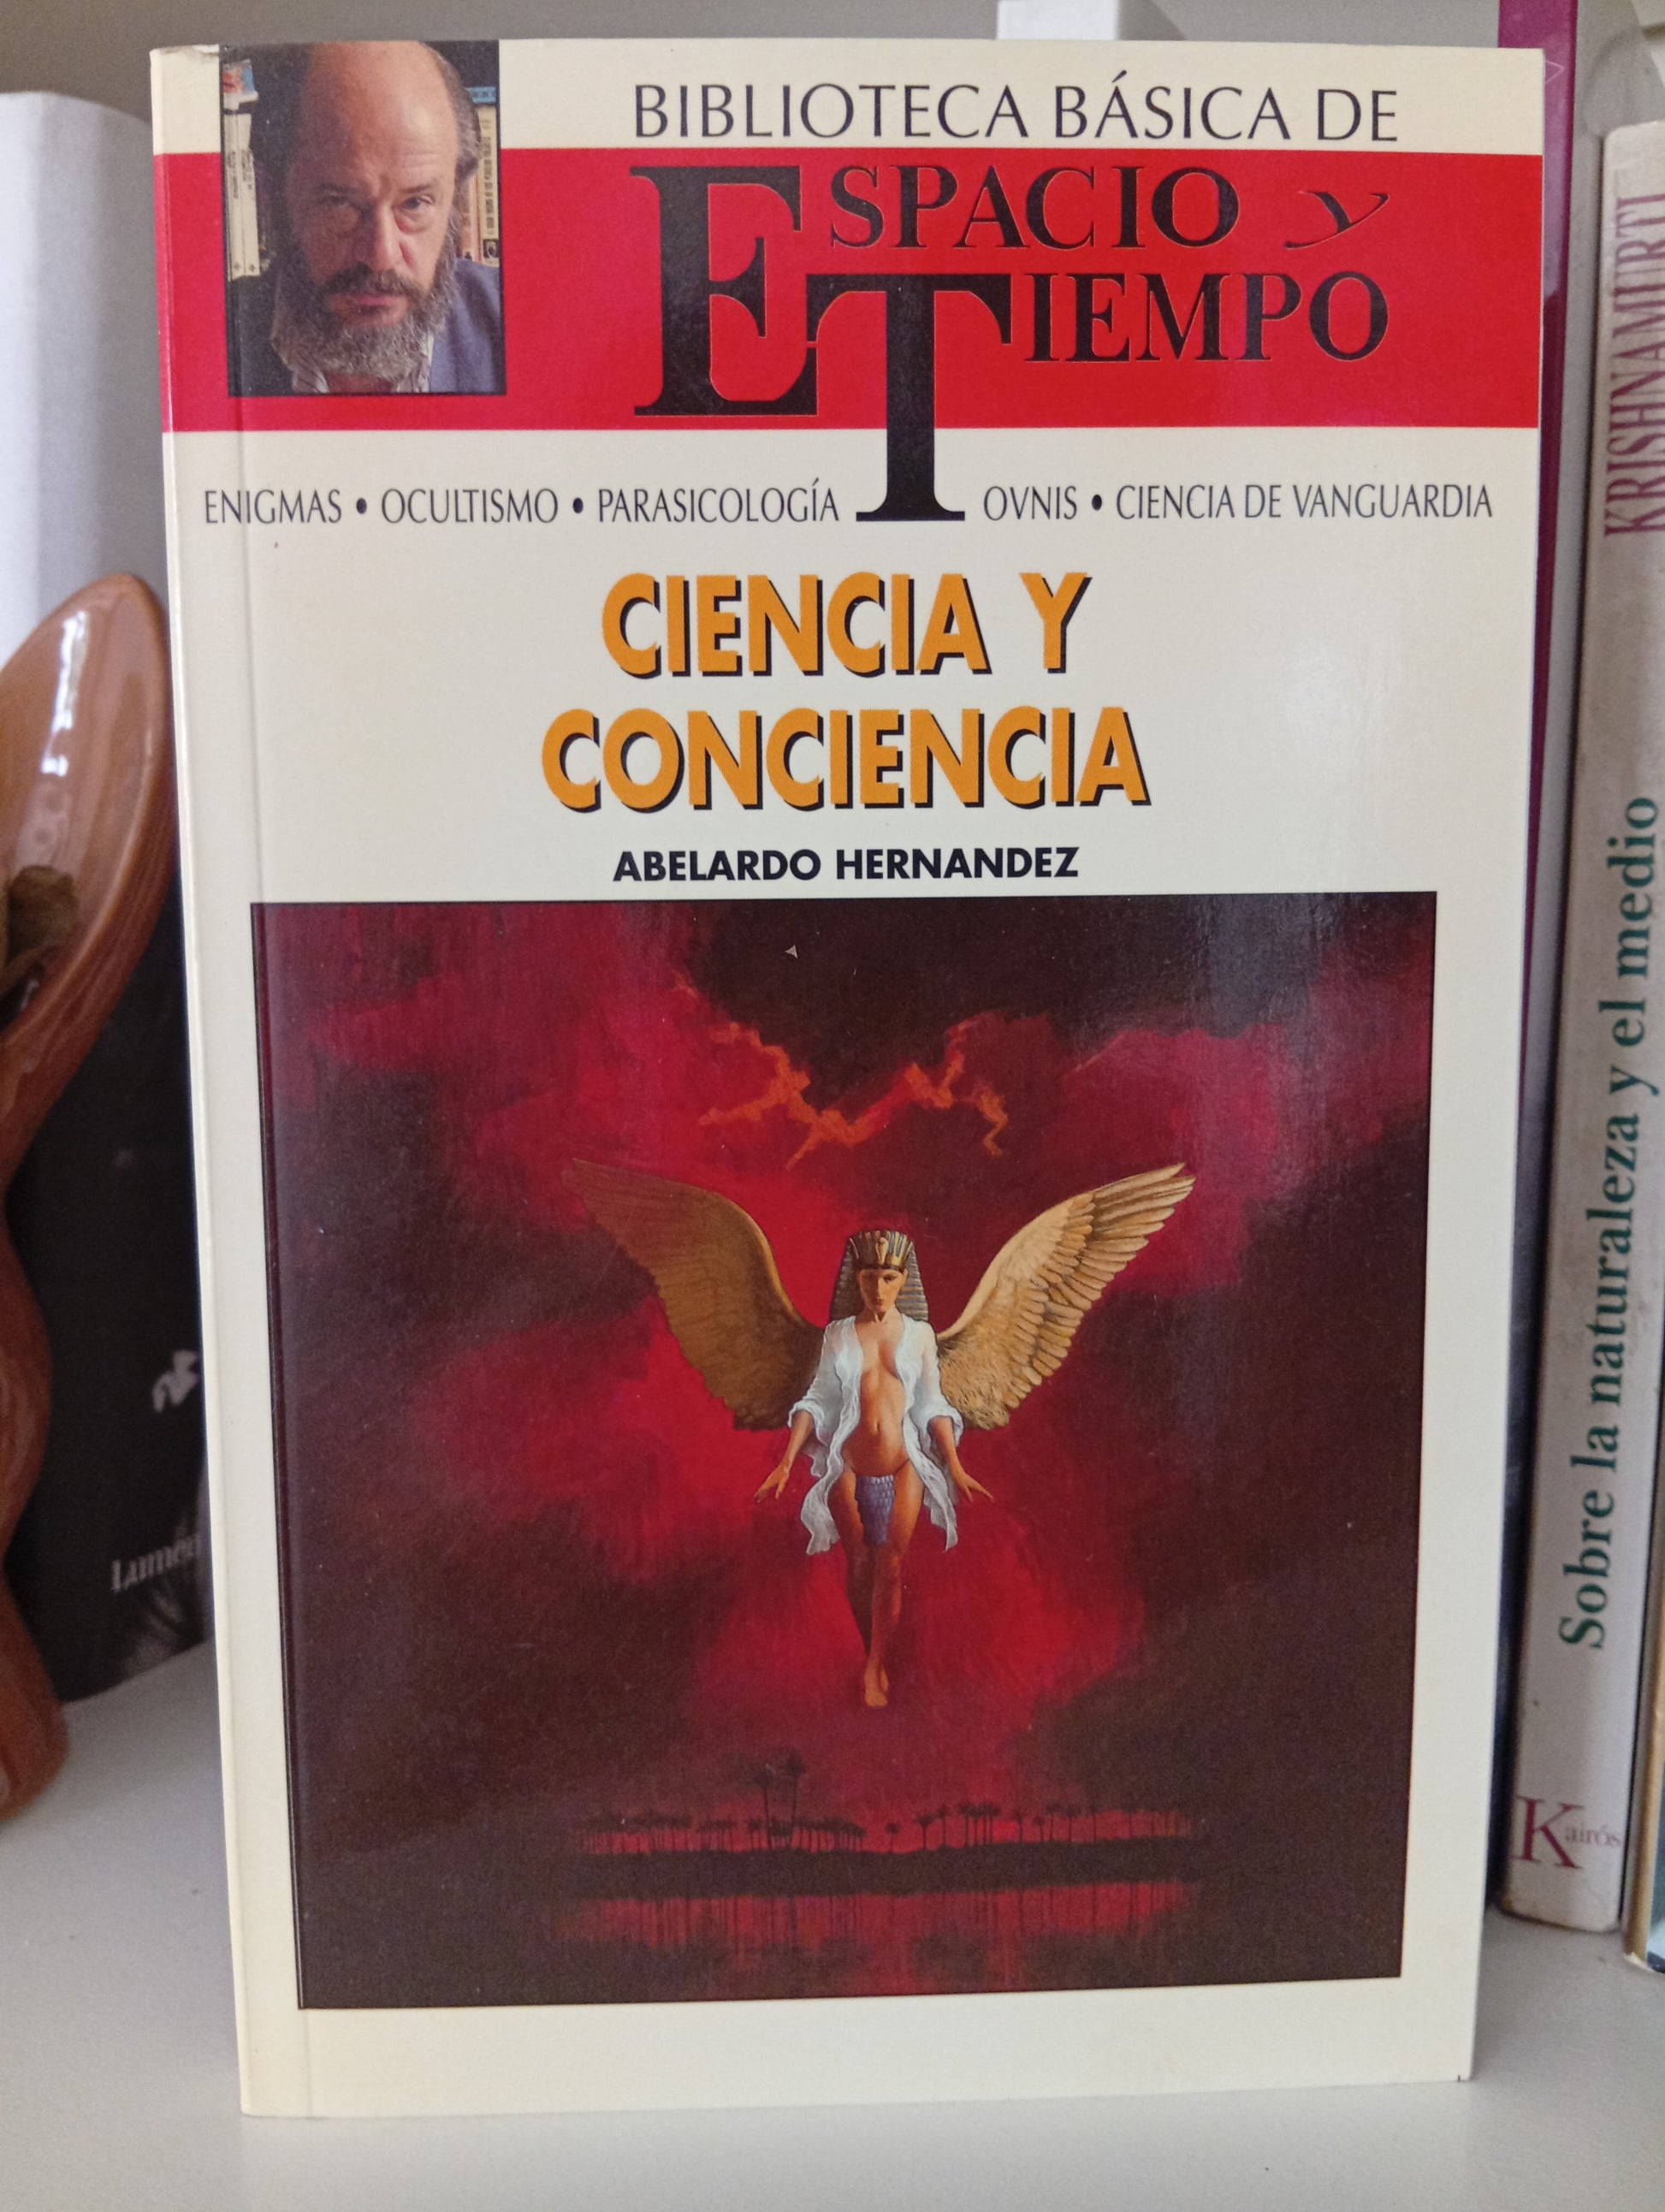 BIBLIOTECA BÁSICA DE
ESPACIO y
TIEMPO
ENIGMAS • OCULTISMO • PARASICOLOGÍA OVNIS • CIENCIA DE VANGUARDIA
CIENCIA Y
CONCIENCIA
ABELARDO HERNANDEZ
KRISHNAMURTI
Sobre la naturaleza y el medio
Kairós